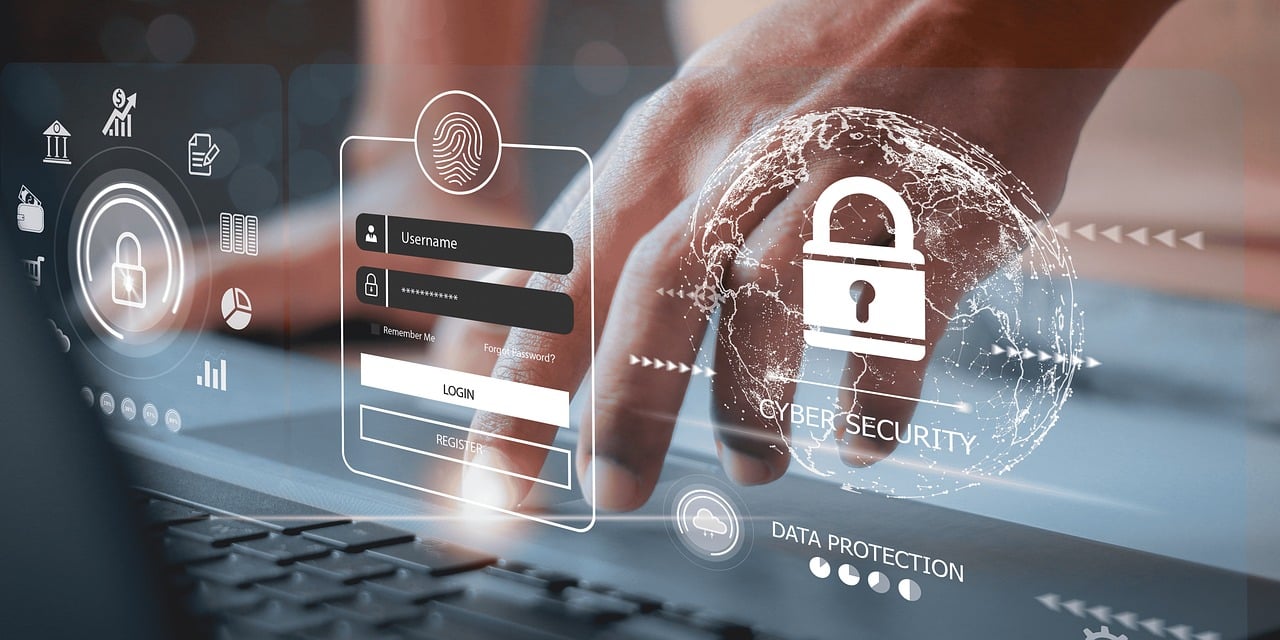 Username
************
Remember Me
Forgot Password?
LOGIN
REGISTER
CYBER SECURITY
DATA PROTECTION